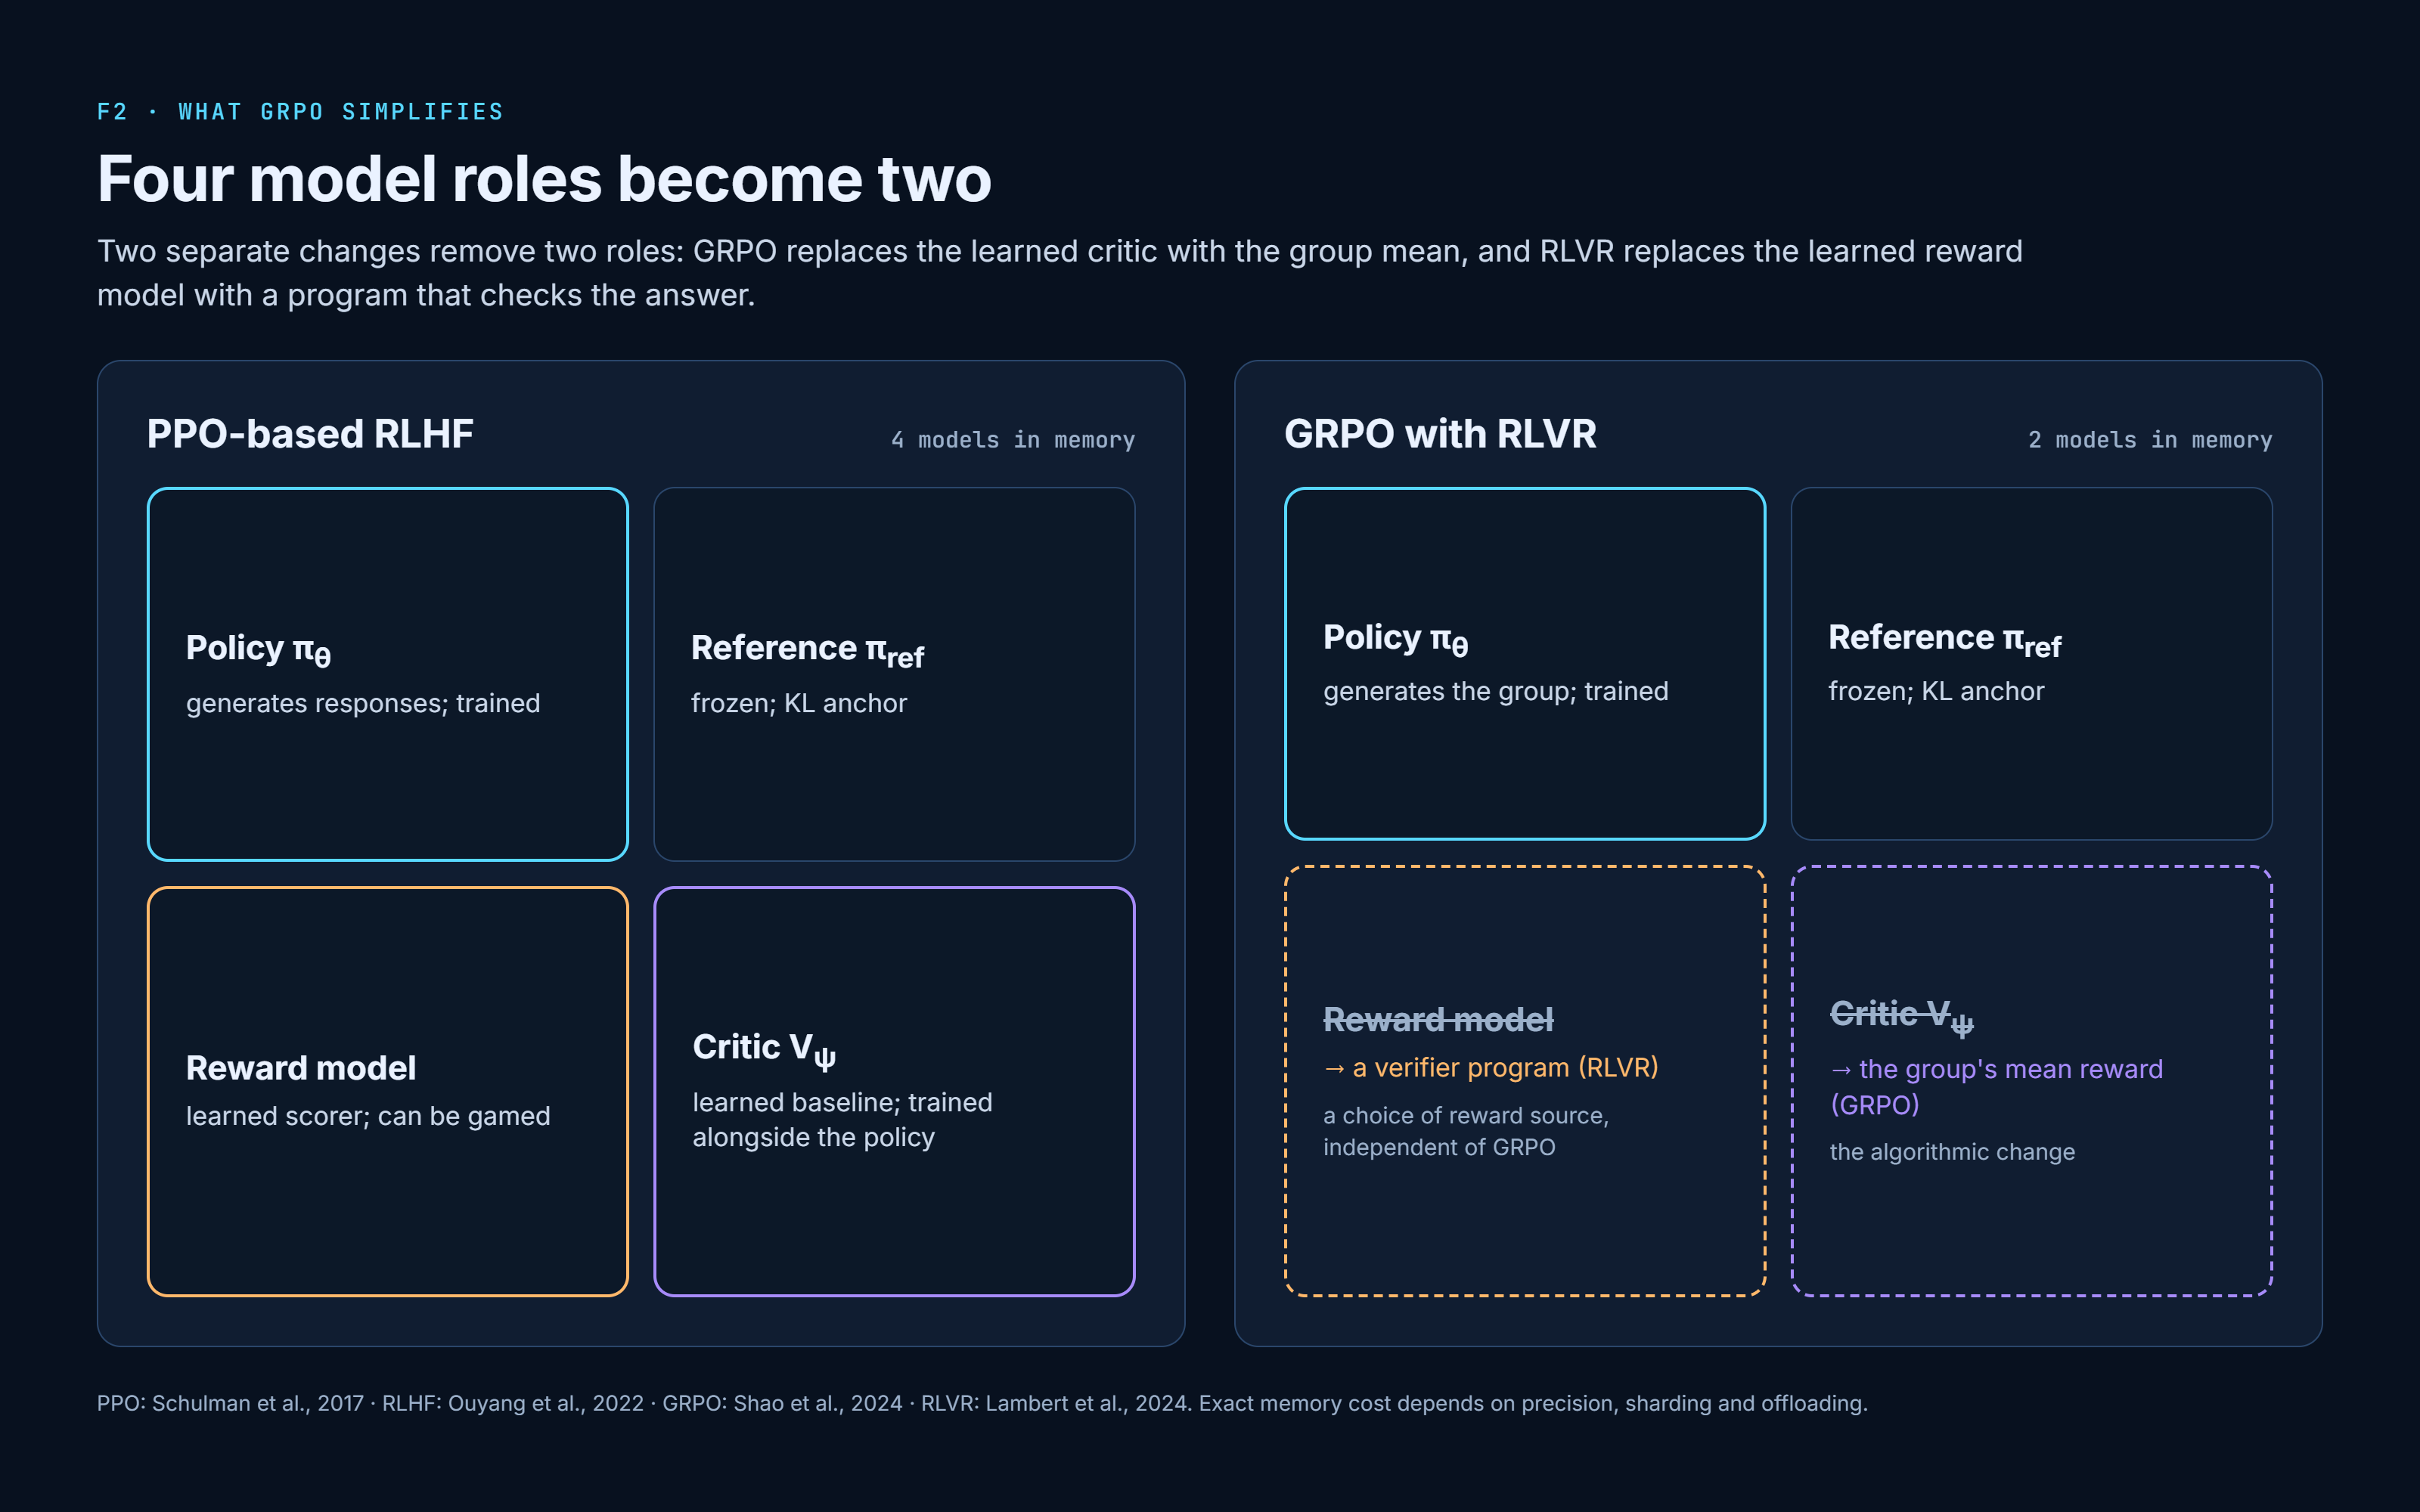 F2 · WHAT GRPO SIMPLIFIES
Four model roles become two
Two separate changes remove two roles: GRPO replaces the learned critic with the group mean, and RLVR replaces the learned reward
model with a program that checks the answer.
PPO-based RLHF
4 models in memory
Policy πθ
generates responses; trained
Reference πref
frozen; KL anchor
Reward model
learned scorer; can be gamed
Critic Vψ
learned baseline; trained
alongside the policy
GRPO with RLVR
2 models in memory
Policy πθ
generates the group; trained
Reference πref
frozen; KL anchor
Reward model
→ a verifier program (RLVR)
a choice of reward source,
independent of GRPO
Critic Vψ
→ the group's mean reward
(GRPO)
the algorithmic change
PPO: Schulman et al., 2017 · RLHF: Ouyang et al., 2022 · GRPO: Shao et al., 2024 · RLVR: Lambert et al., 2024. Exact memory cost depends on precision, sharding and offloading.